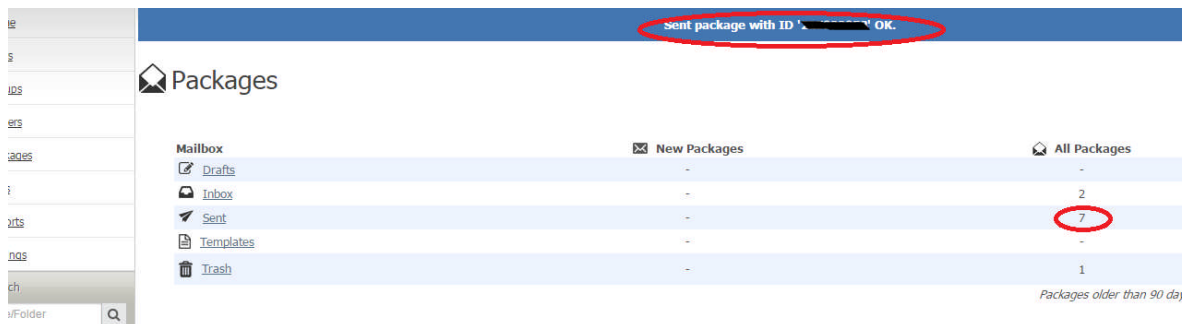 Sent package with ID '
' OK.
Packages
Mailbox New Packages All Packages
Drafts - -
Inbox - 2
Sent - 7
Templates - -
Trash - 1
Packages older than 90 day
/Folder